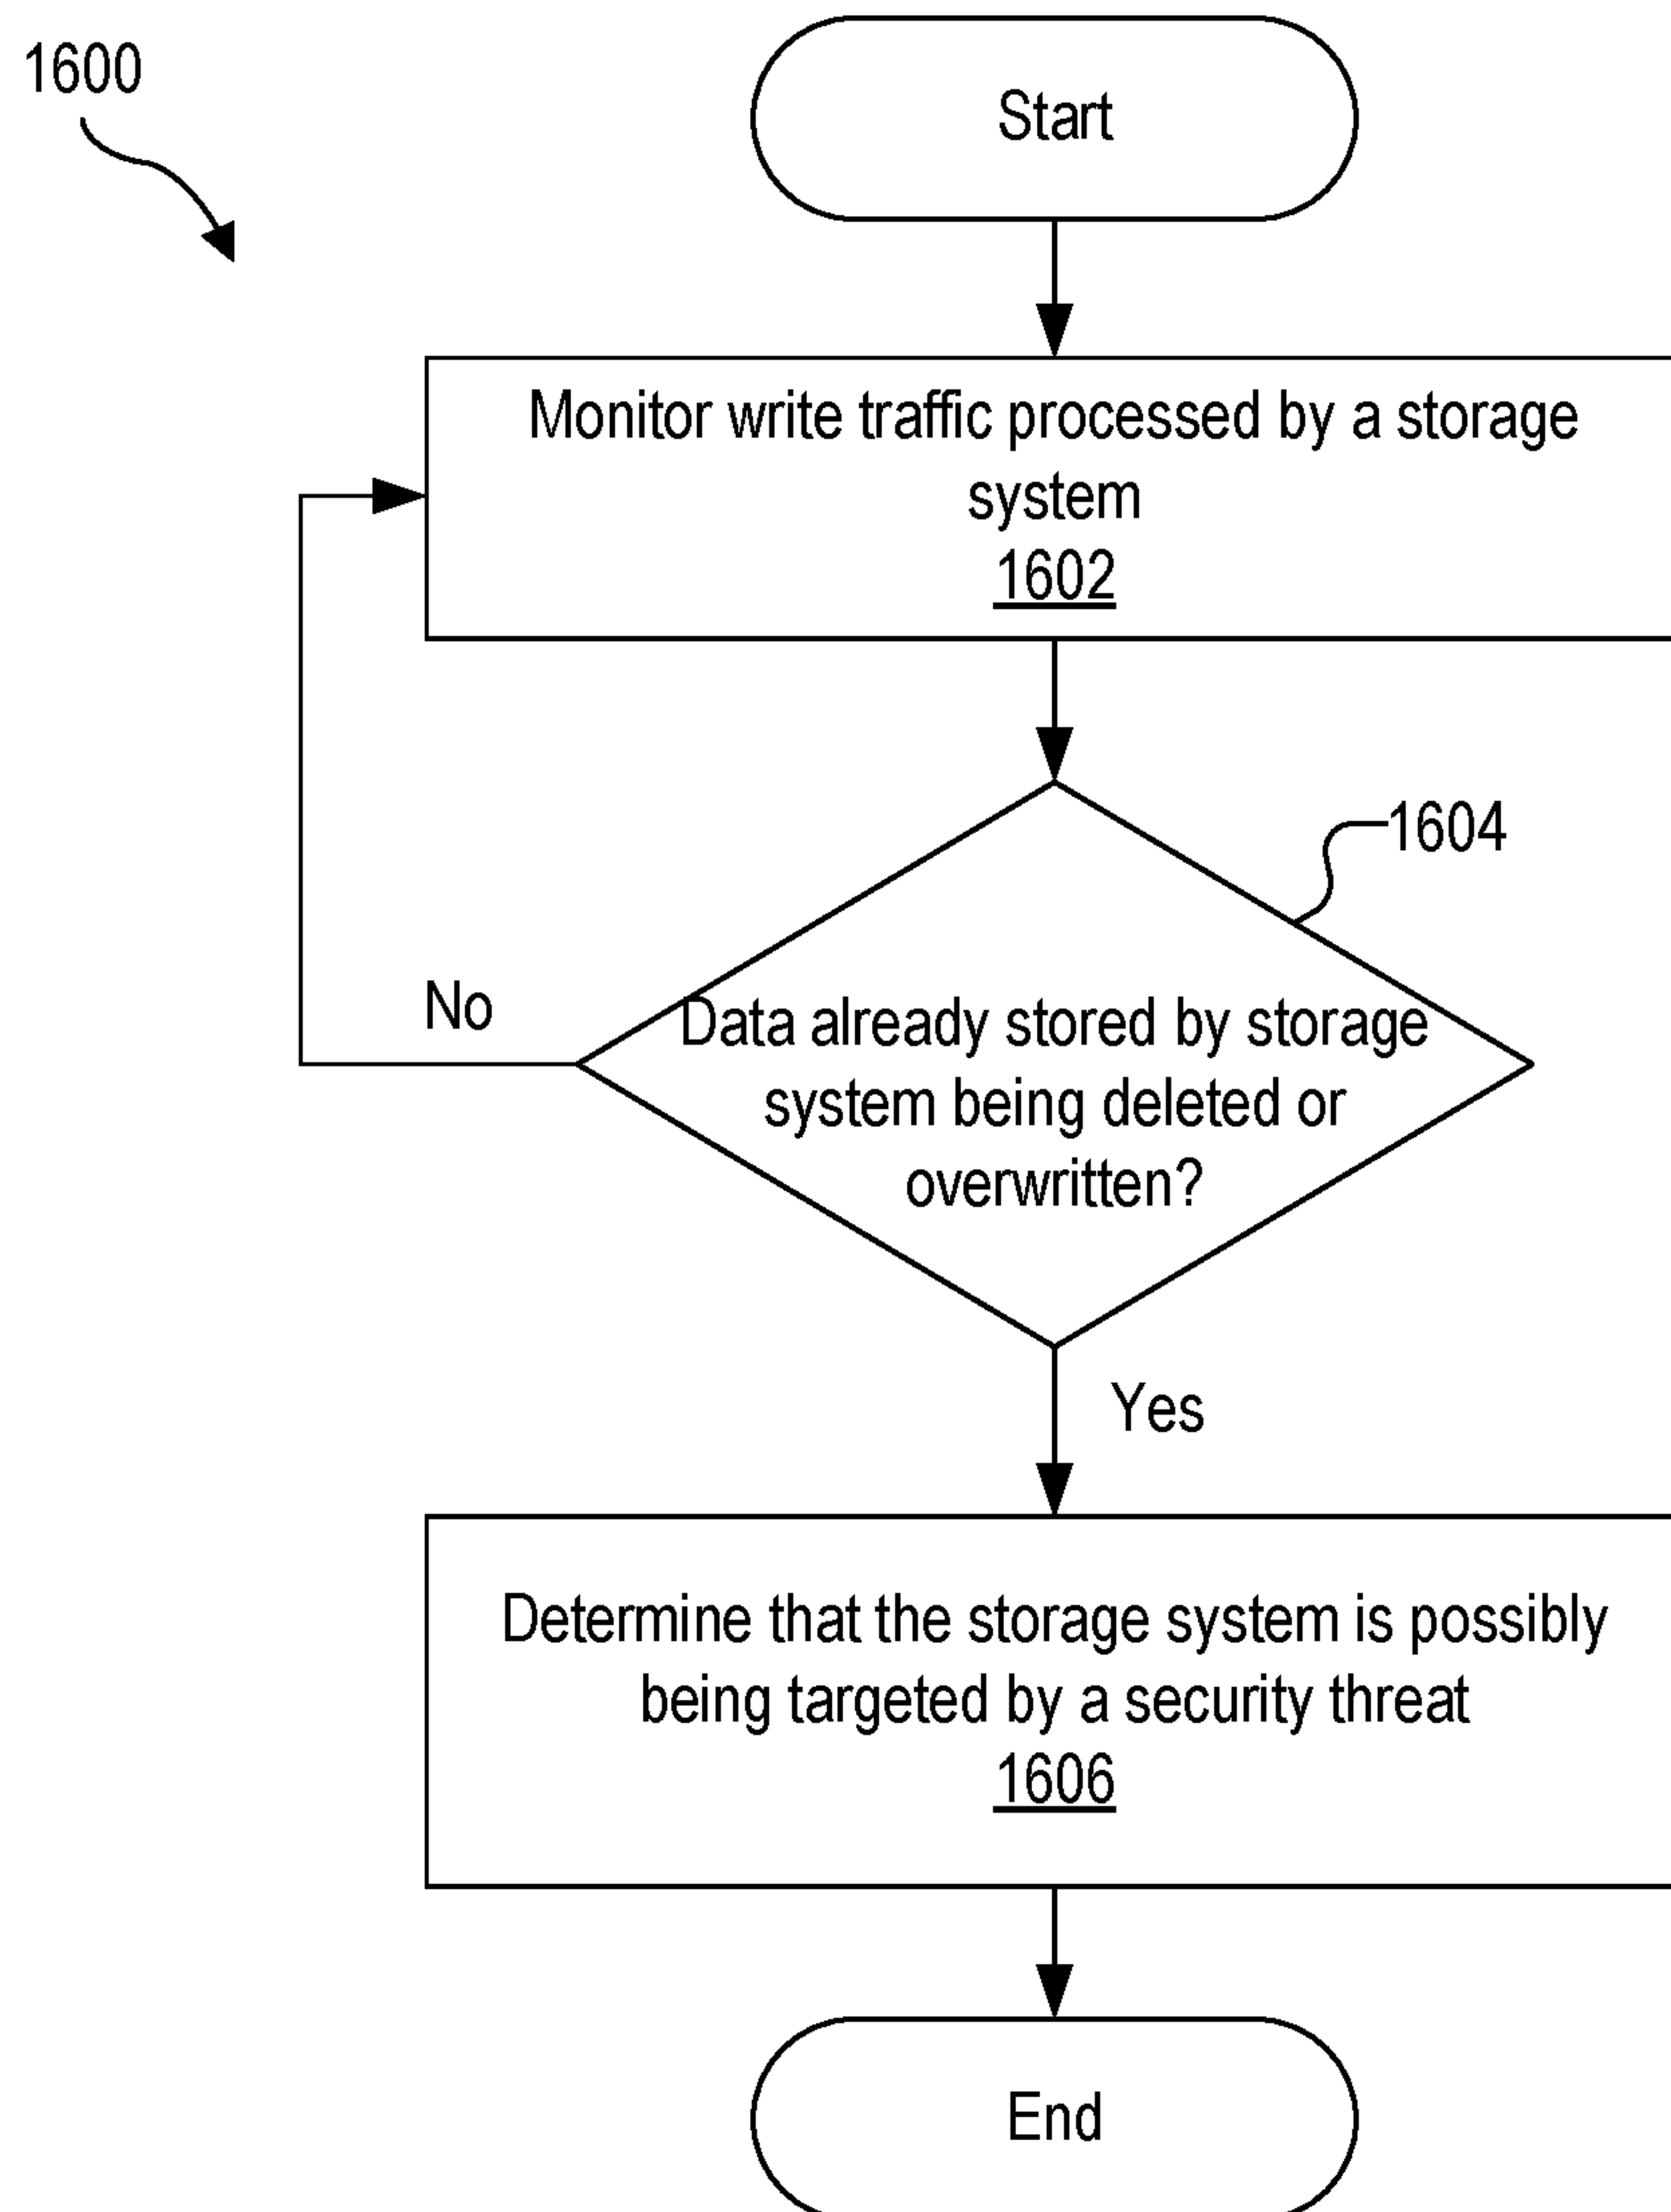 1600
Start
Monitor write traffic processed by a storage
system
1602
1604
No
Data already stored by storage
system being deleted or
overwritten?
Yes
Determine that the storage system is possibly
being targeted by a security threat
1606
End